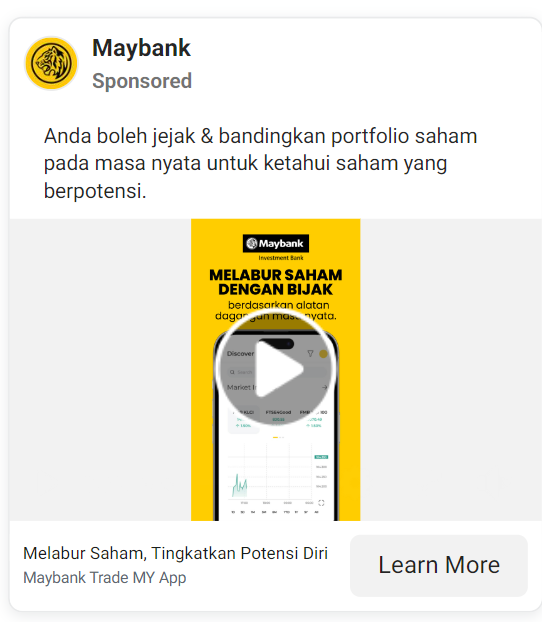 Maybank
Sponsored
Anda boleh jejak & bandingkan portfolio saham
pada masa nyata untuk ketahui saham yang
berpotensi.
Maybank
Investment Bank
MELABUR SAHAM
DENGAN BIJAK
berdasarkan alatan
dagangan masa nyata.
Discover
Market
Melabur Saham, Tingkatkan Potensi Diri
Maybank Trade MY App
Learn More